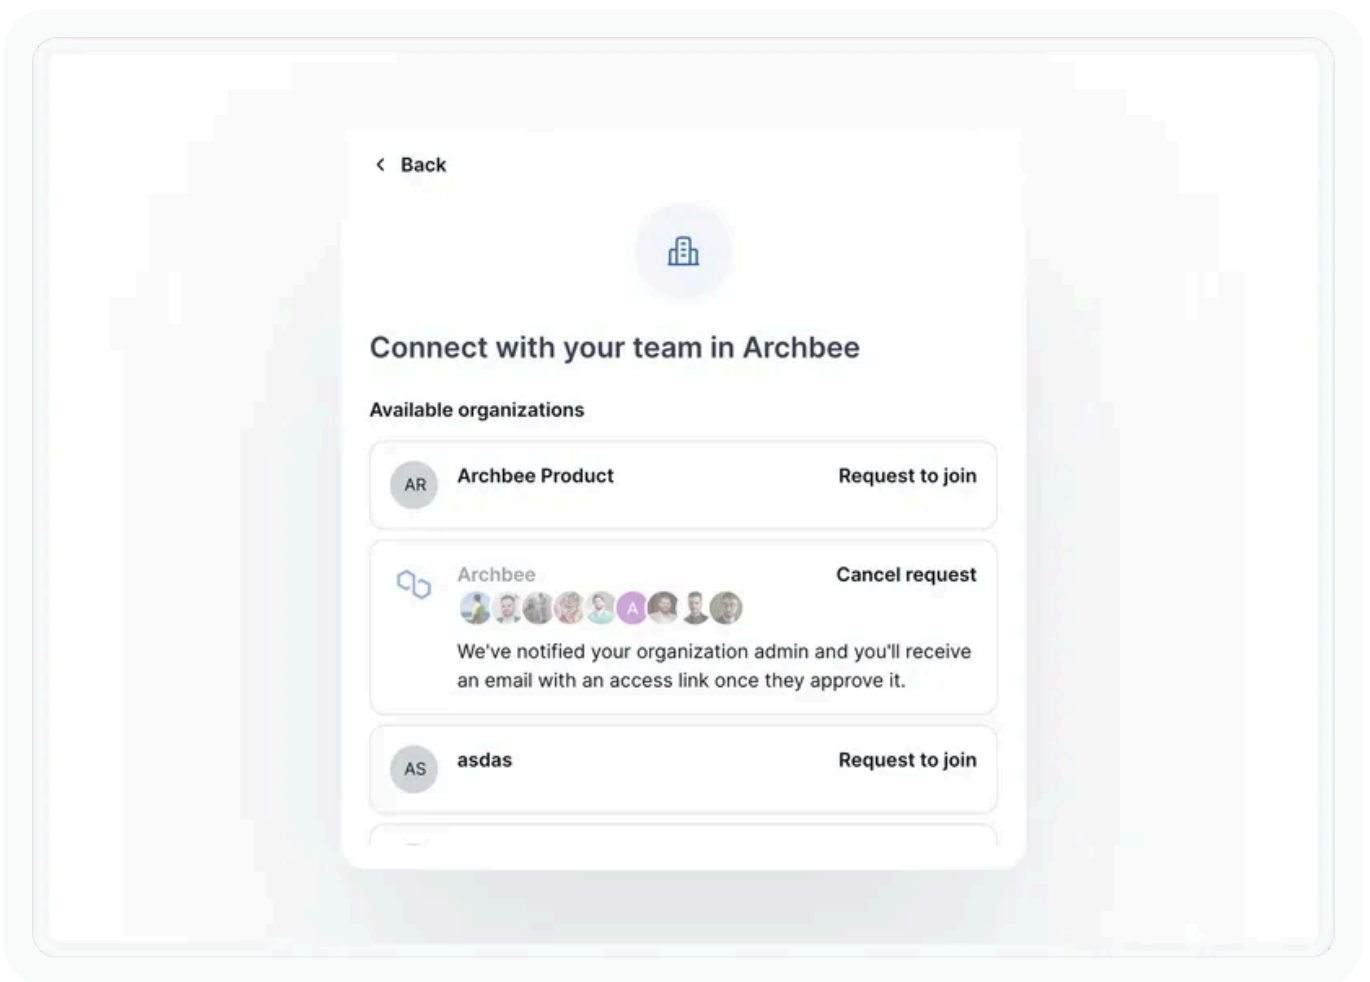 Back
Connect with your team in Archbee
Available organizations
AR
Archbee Product
Request to join
Archbee
Cancel request
A
We've notified your organization admin and you'll receive
an email with an access link once they approve it.
AS
asdas
Request to join